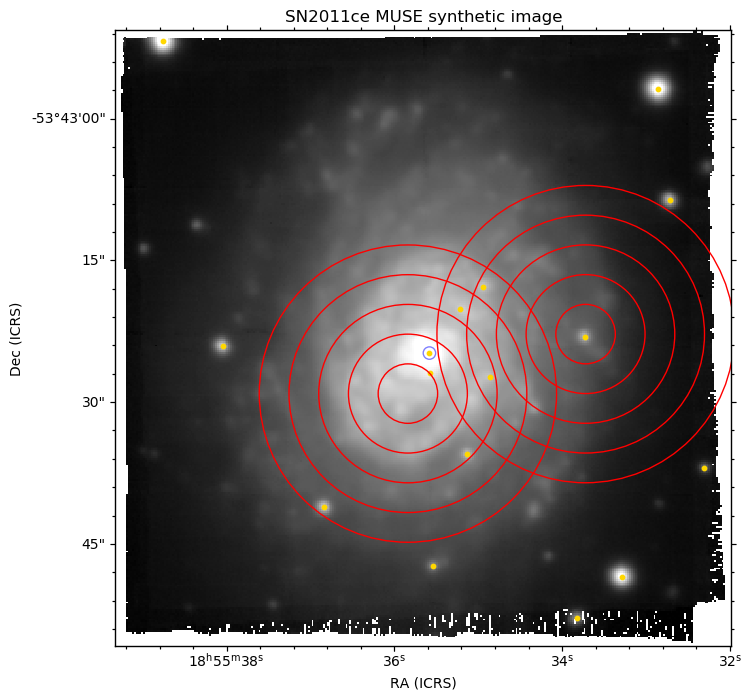 SN2011ce MUSE synthetic image
-53°43'00"
15"
30"
45"
Dec (ICRS)
18ʰ55ᵐ38ˢ 36ˢ 34ˢ 32ˢ
RA (ICRS)